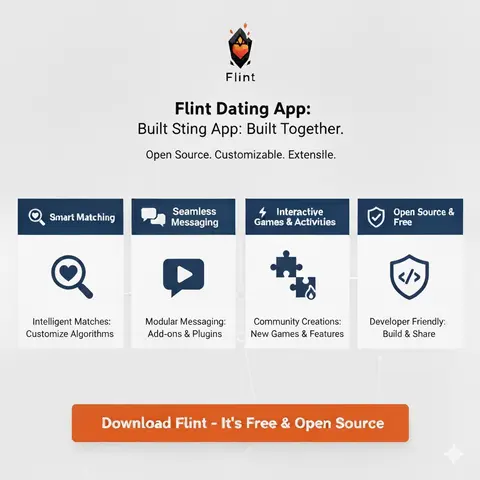 Flint
Flint Dating App:
Built Sting App: Built Together.
Open Source. Customizable. Extenslle.
Smart Matching
Intelligent Matches:
Customize Algorithms
Seamless
Messaging
Modular Messaging:
Add-ons & Plugins
Interactive
Games & Activities
Community Creations:
New Games & Features
Open Source &
Free
</>
Developer Friendly:
Build & Share
Download Flint - It's Free & Open Source